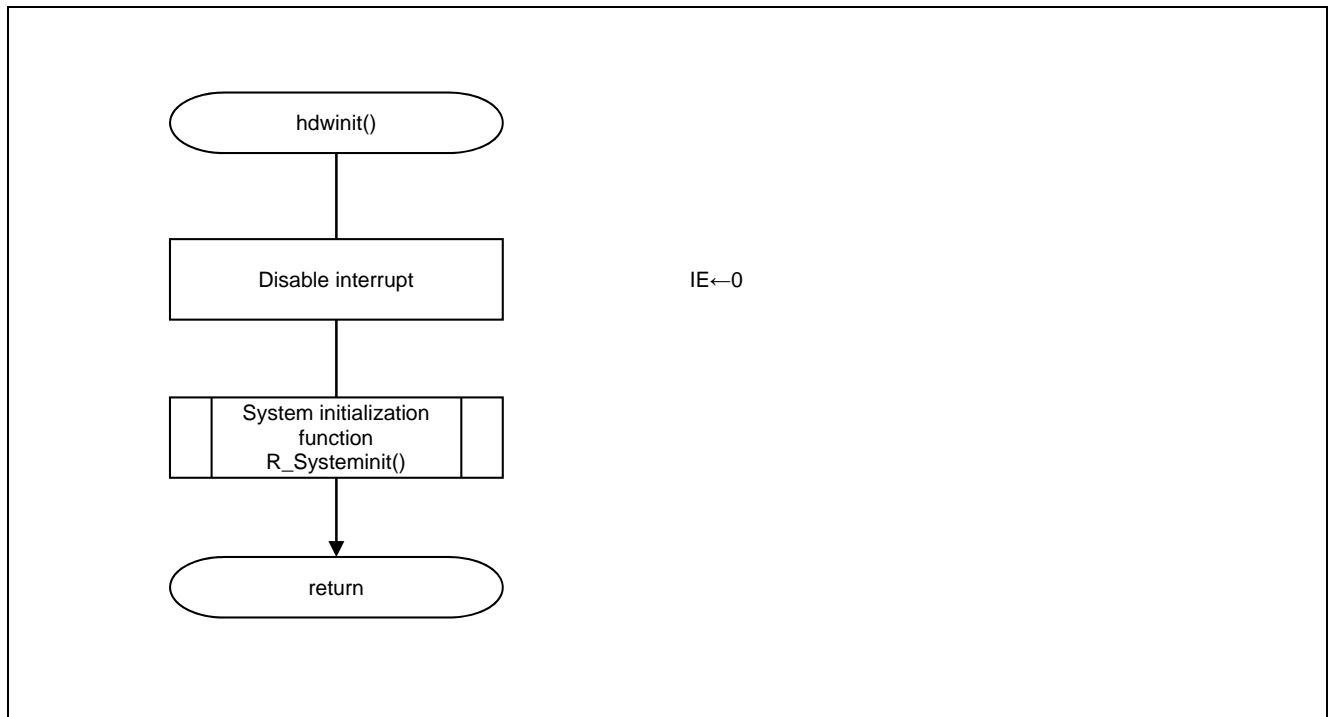 hdwinit()
Disable interrupt
IE←0
System initialization
function
R_Systeminit()
return